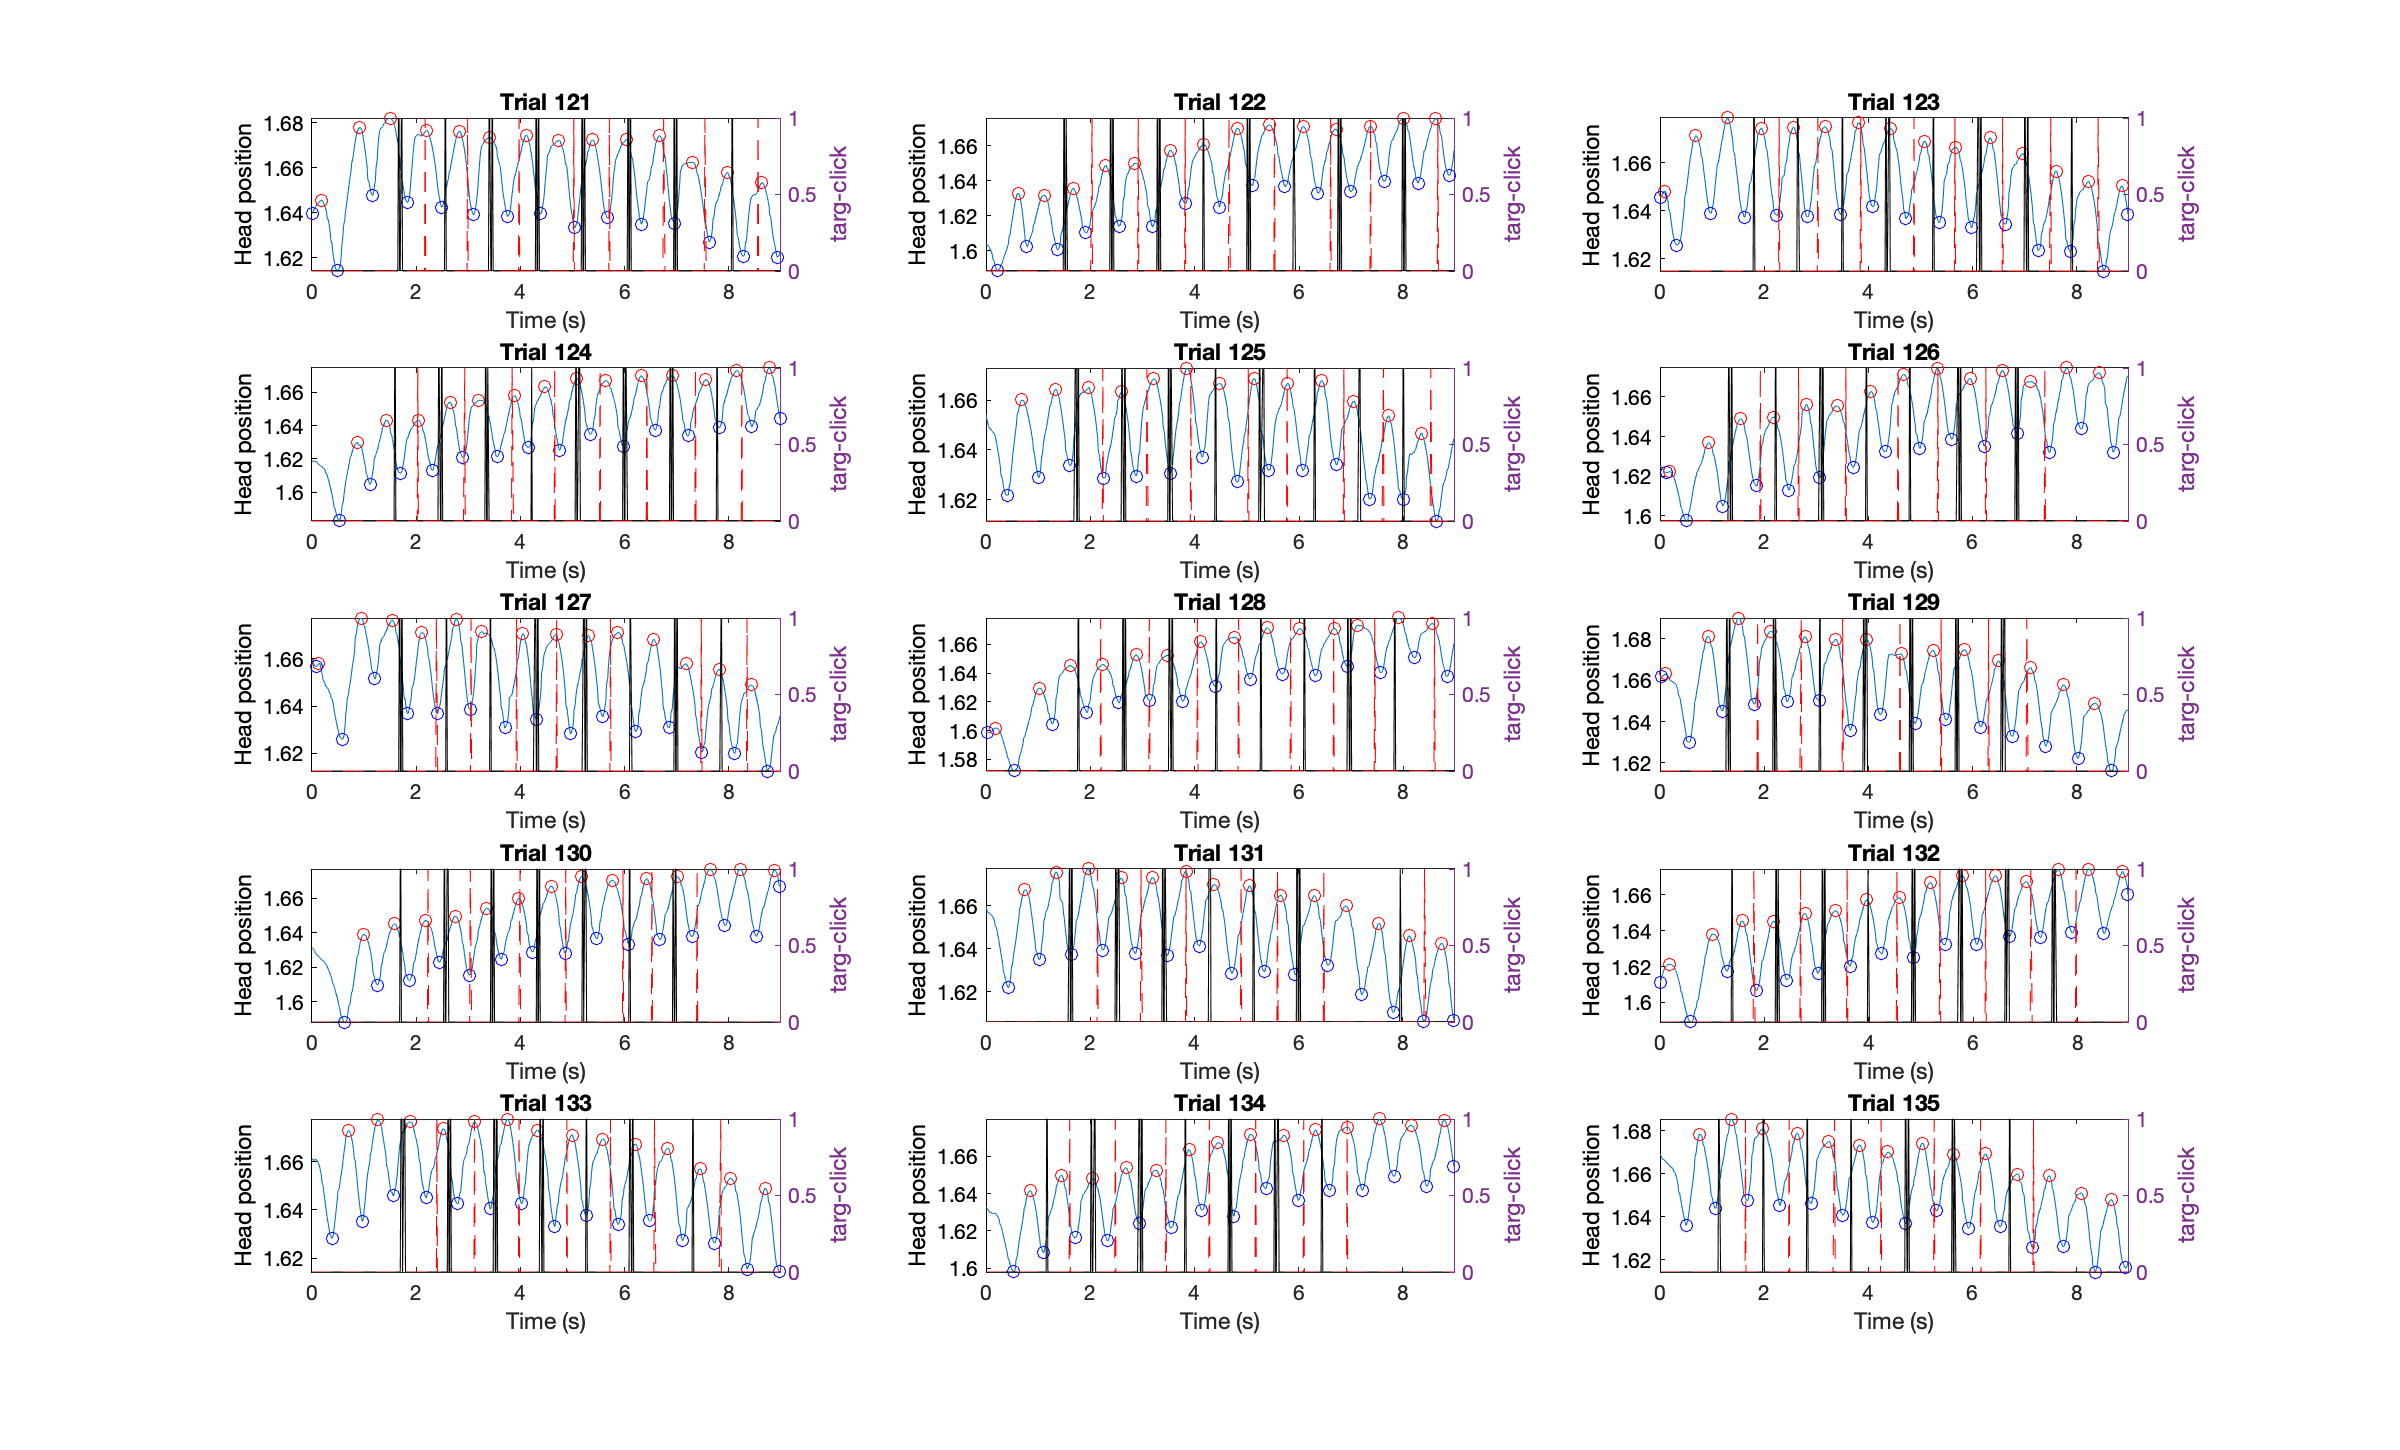 Trial 121 Trial 122 Trial 123
1.68 1.66 1.64 1.62 Head position 1 0.5 0 targ-click 1.66 1.64 1.62 1.6 Head position 1 0.5 0 targ-click 1.66 1.64 1.62 Head position 1 0.5 0 targ-click
0 2 4 6 8 0 2 4 6 8 0 2 4 6 8
Time (s) Time (s) Time (s)
Trial 124 Trial 125 Trial 126
1.66 1.64 1.62 1.6 Head position 1 0.5 0 targ-click 1.66 1.64 1.62 Head position 1 0.5 0 targ-click 1.66 1.64 1.62 1.6 Head position 1 0.5 0 targ-click
0 2 4 6 8 0 2 4 6 8 0 2 4 6 8
Time (s) Time (s) Time (s)
Trial 127 Trial 128 Trial 129
1.66 1.64 1.62 Head position 1 0.5 0 targ-click 1.66 1.64 1.62 1.6 1.58 Head position 1 0.5 0 targ-click 1.68 1.66 1.64 1.62 Head position 1 0.5 0 targ-click
0 2 4 6 8 0 2 4 6 8 0 2 4 6 8
Time (s) Time (s) Time (s)
Trial 130 Trial 131 Trial 132
1.66 1.64 1.62 1.6 Head position 1 0.5 0 targ-click 1.66 1.64 1.62 Head position 1 0.5 0 targ-click 1.66 1.64 1.62 1.6 Head position 1 0.5 0 targ-click
0 2 4 6 8 0 2 4 6 8 0 2 4 6 8
Time (s) Time (s) Time (s)
Trial 133 Trial 134 Trial 135
1.66 1.64 1.62 Head position 1 0.5 0 targ-click 1.66 1.64 1.62 1.6 Head position 1 0.5 0 targ-click 1.68 1.66 1.64 1.62 Head position 1 0.5 0 targ-click
0 2 4 6 8 0 2 4 6 8 0 2 4 6 8
Time (s) Time (s) Time (s)